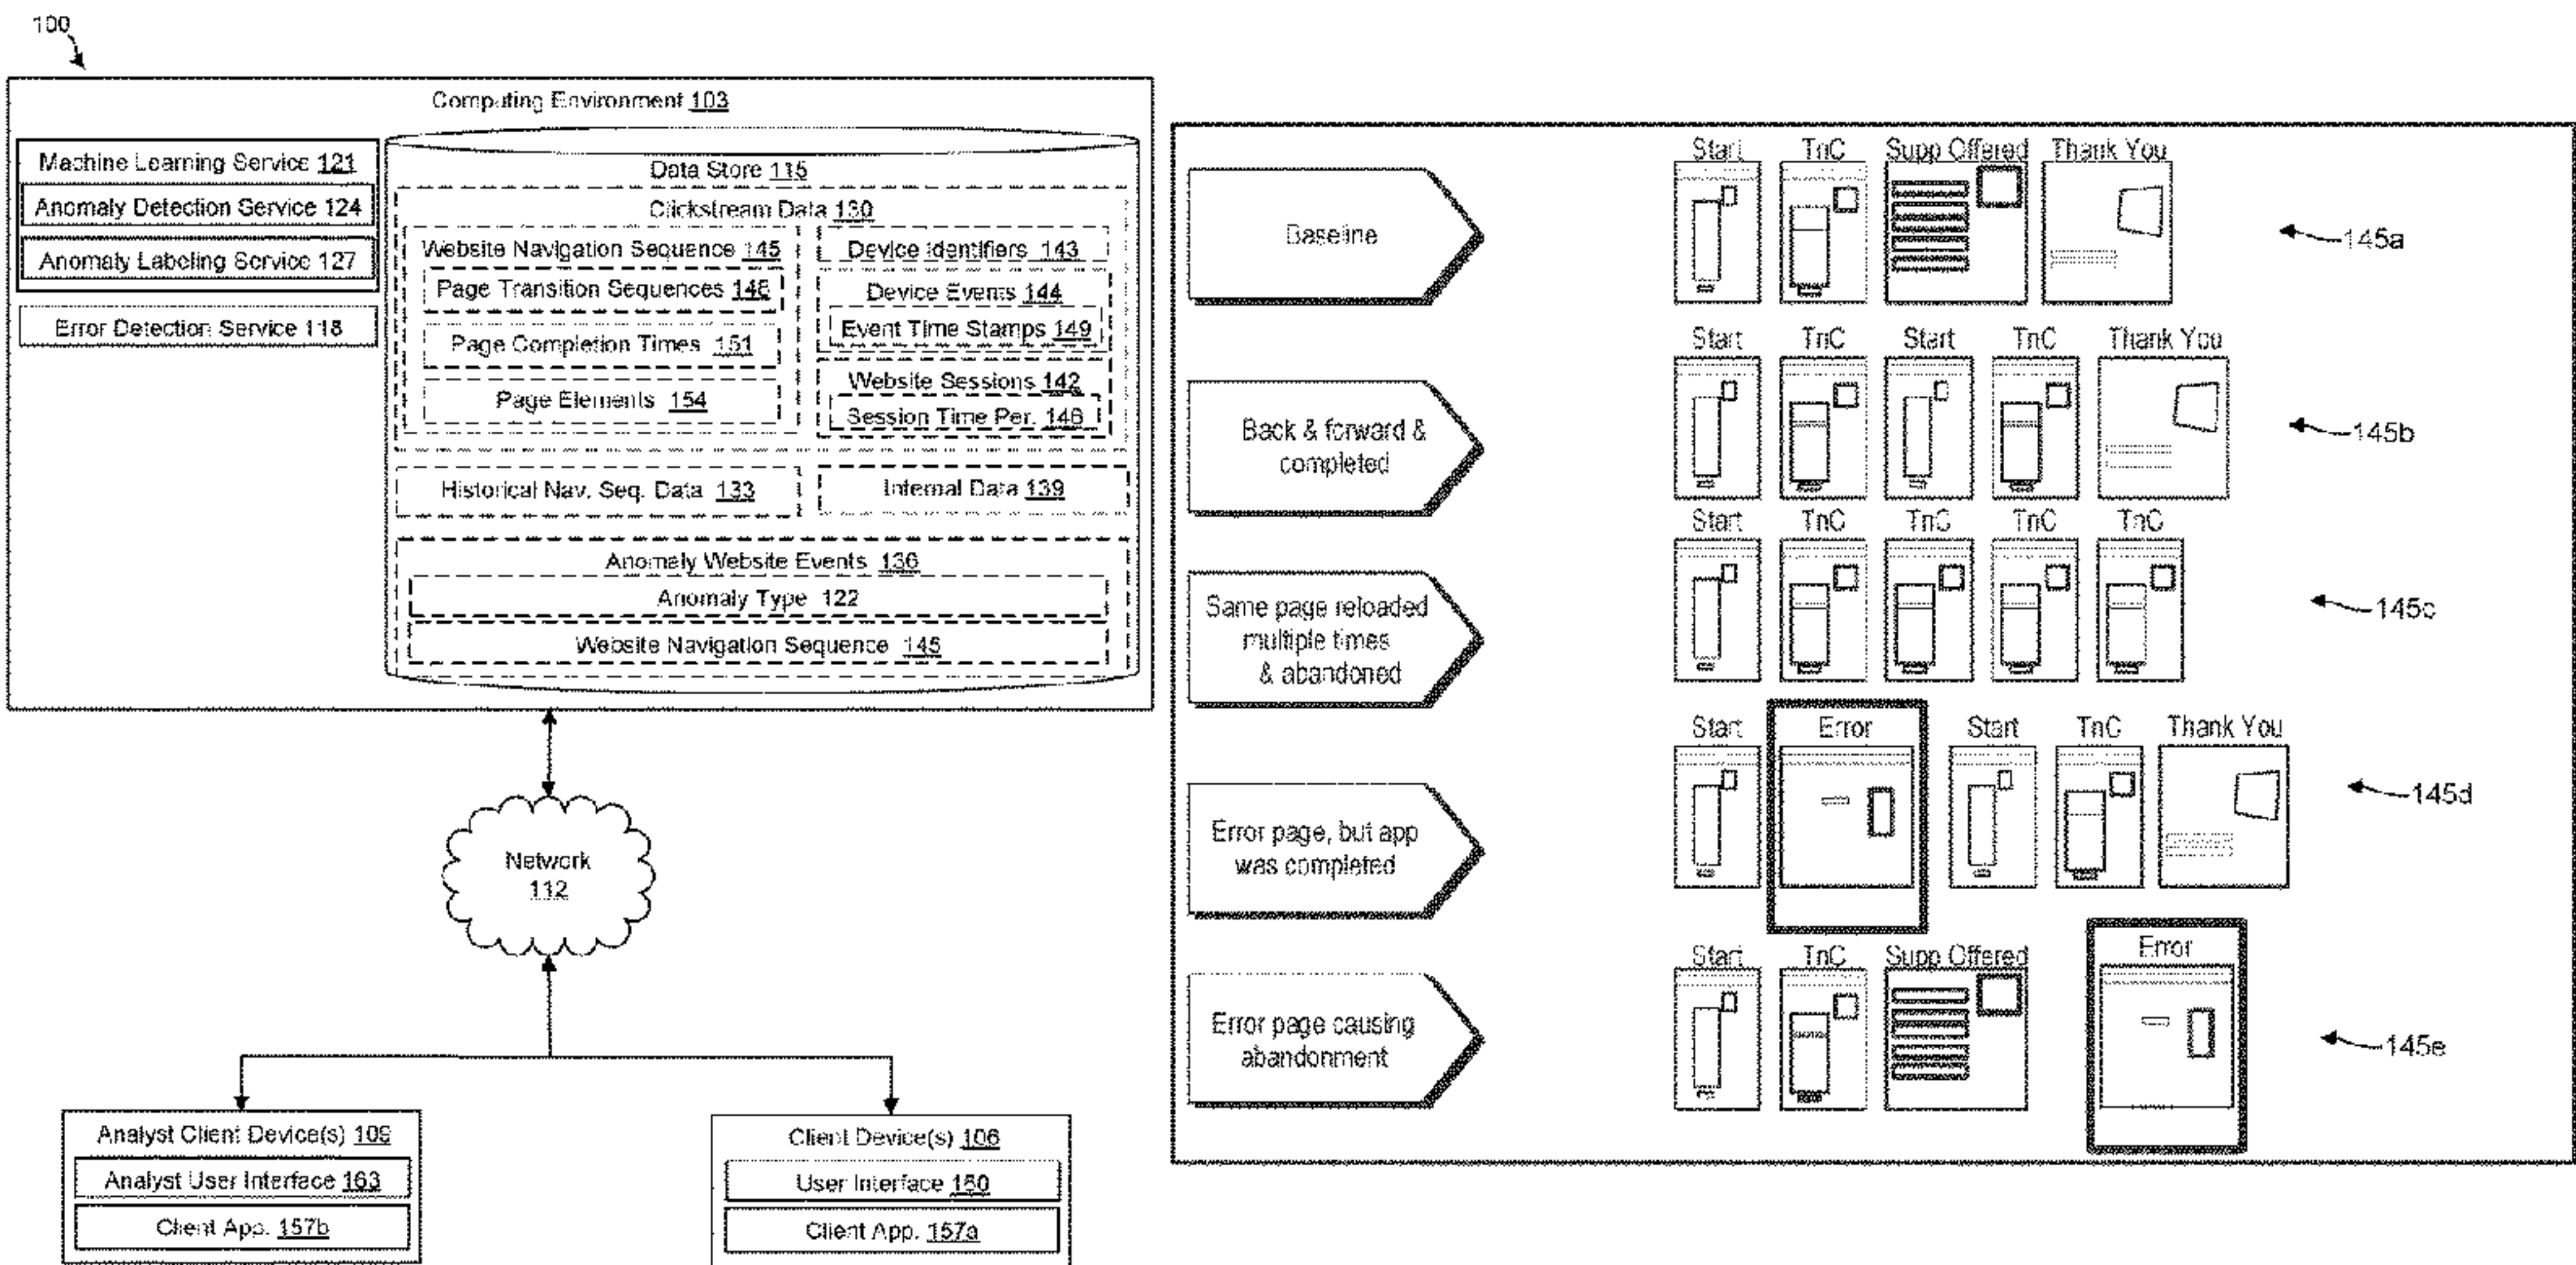 100
Computing Environment 103
Machine Learning Service 121
Anomaly Detection Service 124
Anomaly Labeling Service 127
Error Detection Service 118
Data Store 115
Clickstream Data 130
Website Navigation Sequence 145
Page Transition Sequences 148
Page Completion Times 151
Page Elements 154
Device Identifiers 143
Device Events 144
Event Time Stamps 149
Website Sessions 142
Session Time Per. 146
Historical Nav. Seq. Data 133
Internal Data 139
Anomaly Website Events 136
Anomaly Type 122
Website Navigation Sequence 145
Network
112
Analyst Client Device(s) 109
Analyst User Interface 163
Client App. 157b
Client Device(s) 106
User Interface 160
Client App. 157a
Baseline
Start TnC Supp Offered Thank You
145a
Back & forward &
completed
Start TnC Start TnC Thank You
145b
Same page reloaded
multiple times
& abandoned
Start TnC TnC TnC TnC
145c
Error page, but app
was completed
Start Error Start TnC Thank You
145d
Error page causing
abandonment
Start TnC Supp Offered Error
145e